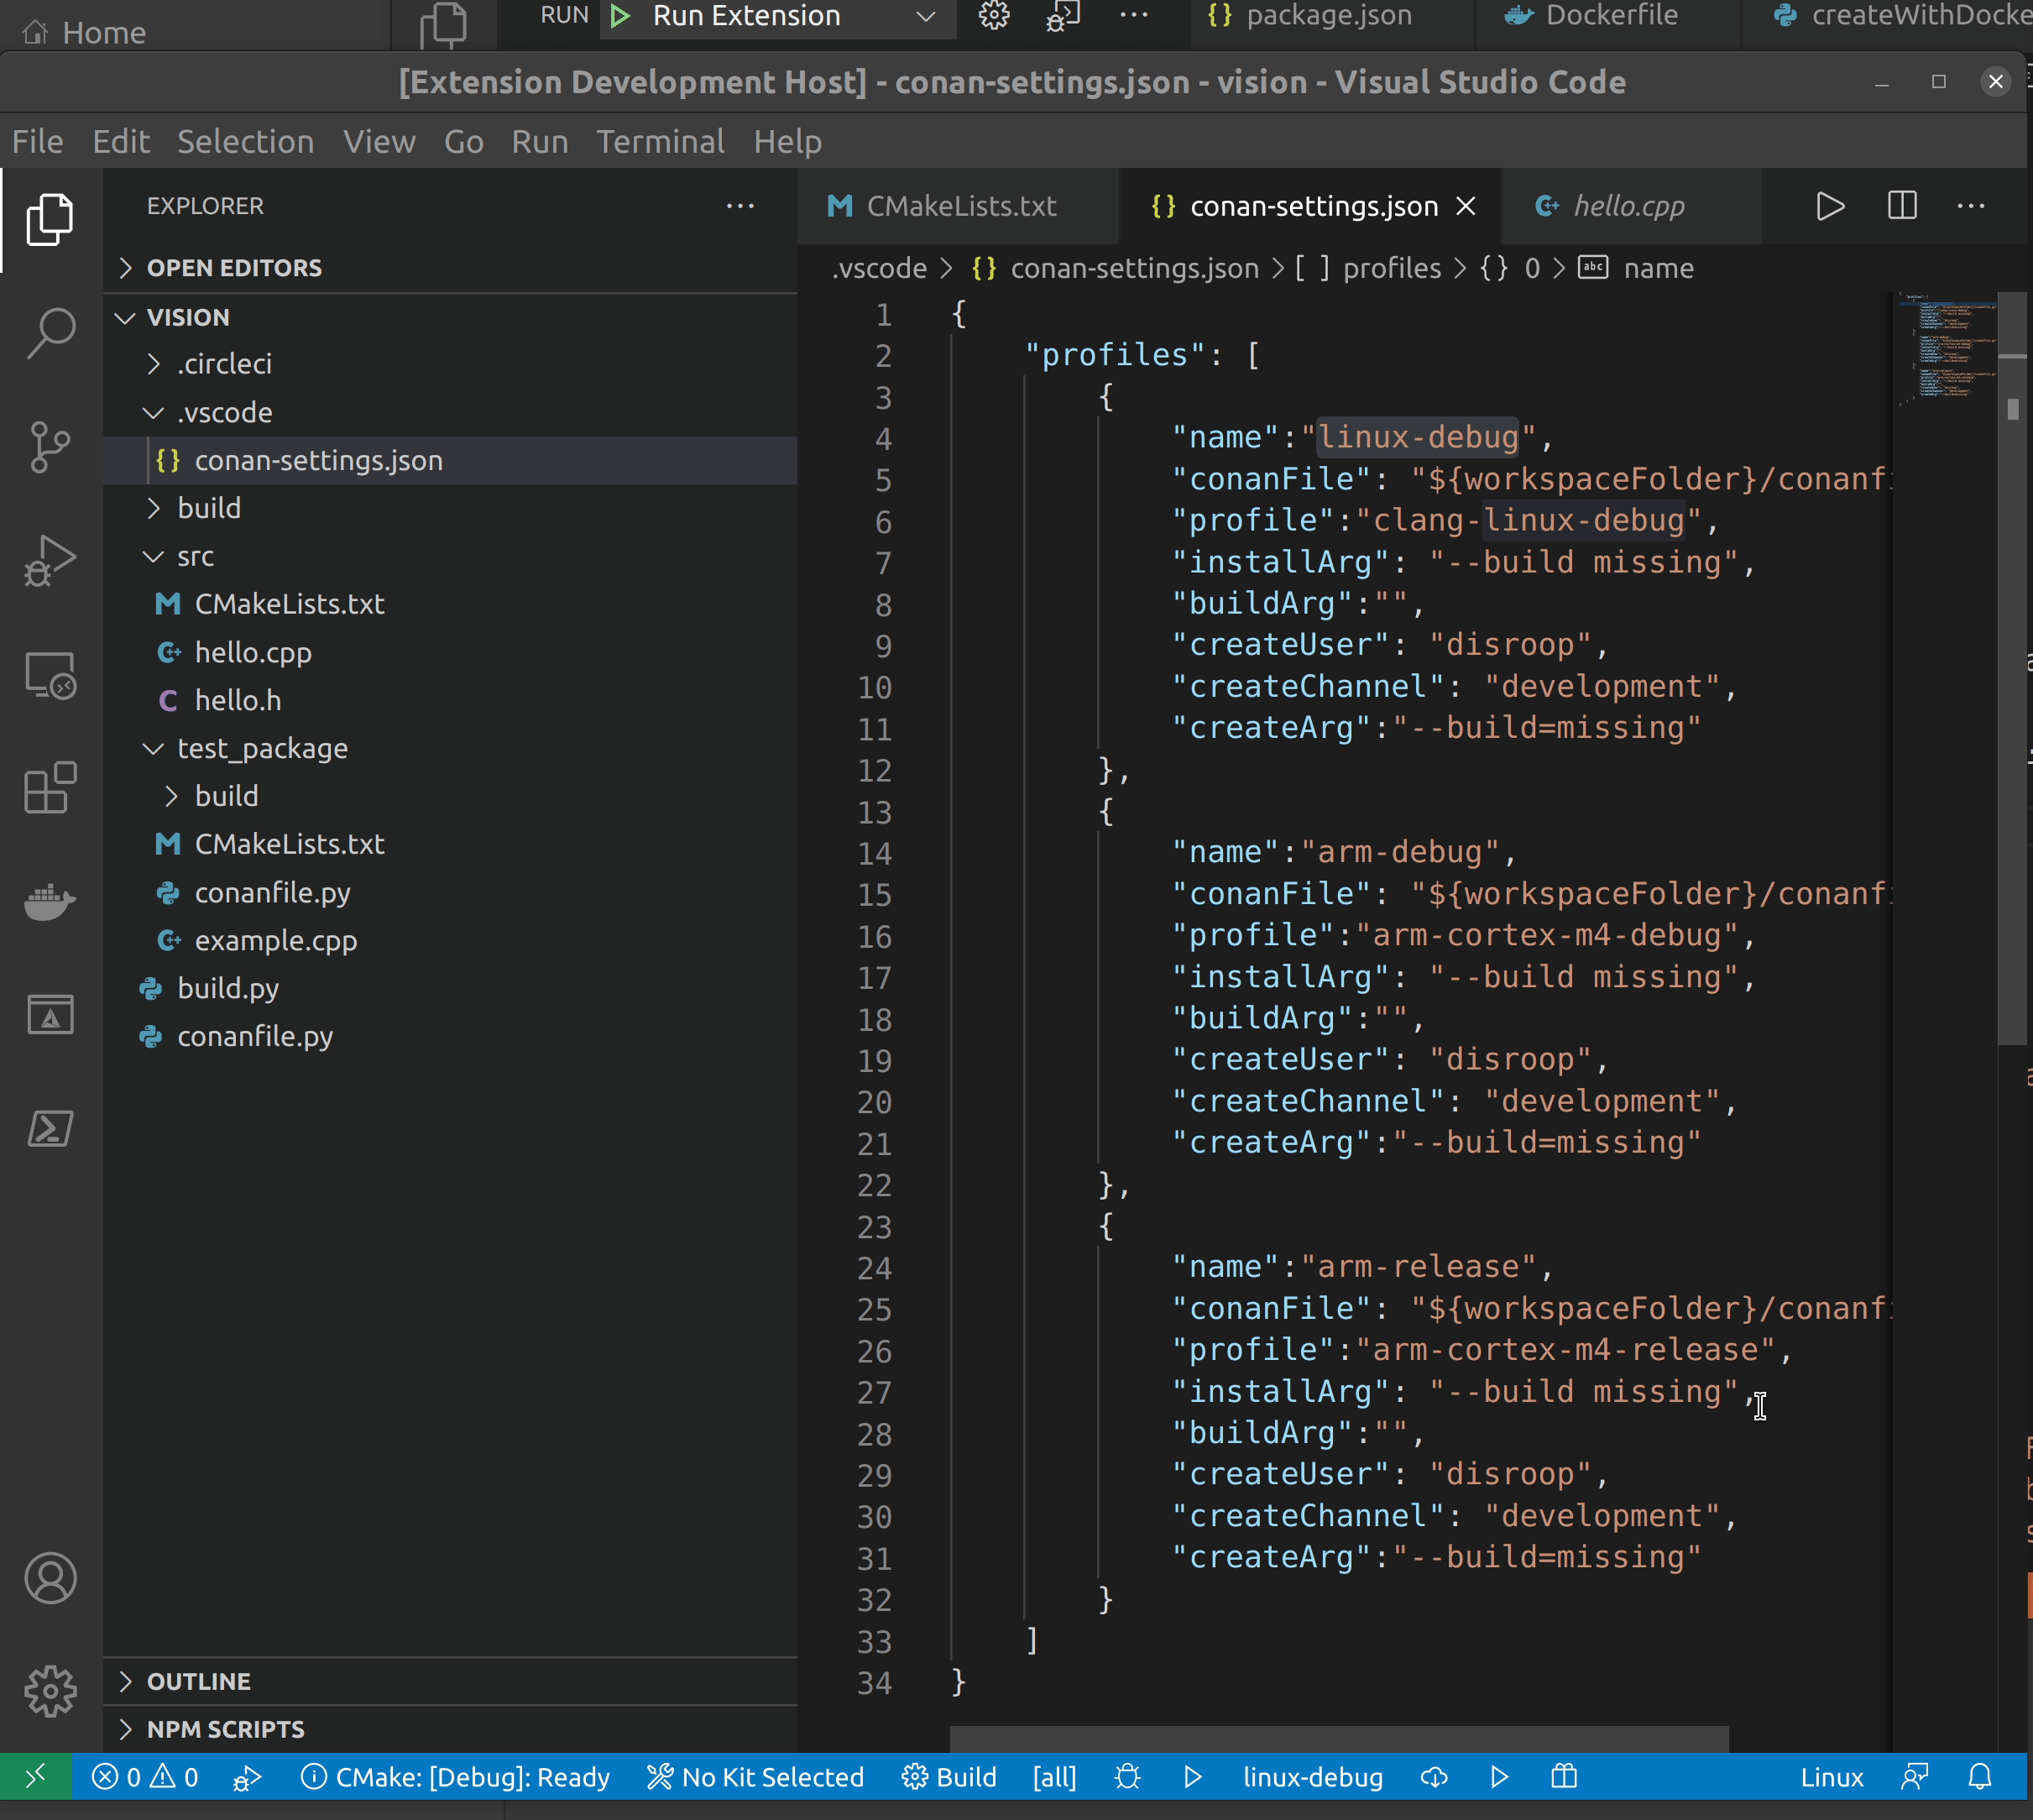 Home
RUN Run Extension
package.json
Dockerfile
[Extension Development Host] - conan-settings.json - vision - Visual Studio Code
File Edit Selection View Go Run Terminal Help
EXPLORER
OPEN EDITORS
VISION
.circleci
.vscode
{} conan-settings.json
build
src
CMakeLists.txt
hello.cpp
hello.h
test_package
build
CMakeLists.txt
conanfile.py
example.cpp
build.py
conanfile.py
OUTLINE
NPM SCRIPTS
CMakeLists.txt
{} conan-settings.json
hello.cpp
.vscode > {} conan-settings.json > [ ] profiles > {} 0 > abc name
1 {
2 "profiles": [
3 {
4 "name":"linux-debug",
5 "conanFile": "${workspaceFolder}/conanf
6 "profile":"clang-linux-debug",
7 "installArg": "--build missing",
8 "buildArg":"",
9 "createUser": "disroop",
10 "createChannel": "development",
11 "createArg":"--build=missing"
12 },
13 {
14 "name":"arm-debug",
15 "conanFile": "${workspaceFolder}/conanf
16 "profile":"arm-cortex-m4-debug",
17 "installArg": "--build missing",
18 "buildArg":"",
19 "createUser": "disroop",
20 "createChannel": "development",
21 "createArg":"--build=missing"
22 },
23 {
24 "name":"arm-release",
25 "conanFile": "${workspaceFolder}/conanf
26 "profile":"arm-cortex-m4-release",
27 "installArg": "--build missing",
28 "buildArg":"",
29 "createUser": "disroop",
30 "createChannel": "development",
31 "createArg":"--build=missing"
32 }
33 ]
34 }
0 0 CMake: [Debug]: Ready No Kit Selected Build [all] linux-debug Linux